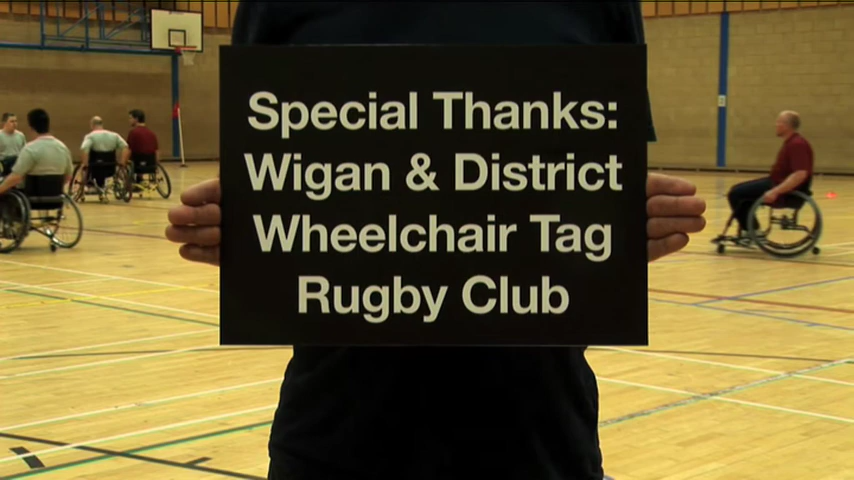 Special Thanks:
Wigan & District
Wheelchair Tag
Rugby Club